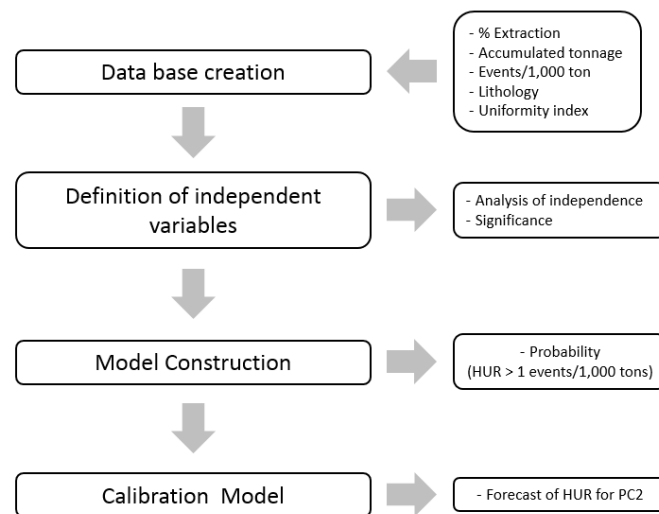 Data base creation
- % Extraction
- Accumulated tonnage
- Events/1,000 ton
- Lithology
- Uniformity index
Definition of independent
variables
- Analysis of independence
- Significance
Model Construction
- Probability
(HUR > 1 events/1,000 tons)
Calibration Model
- Forecast of HUR for PC2